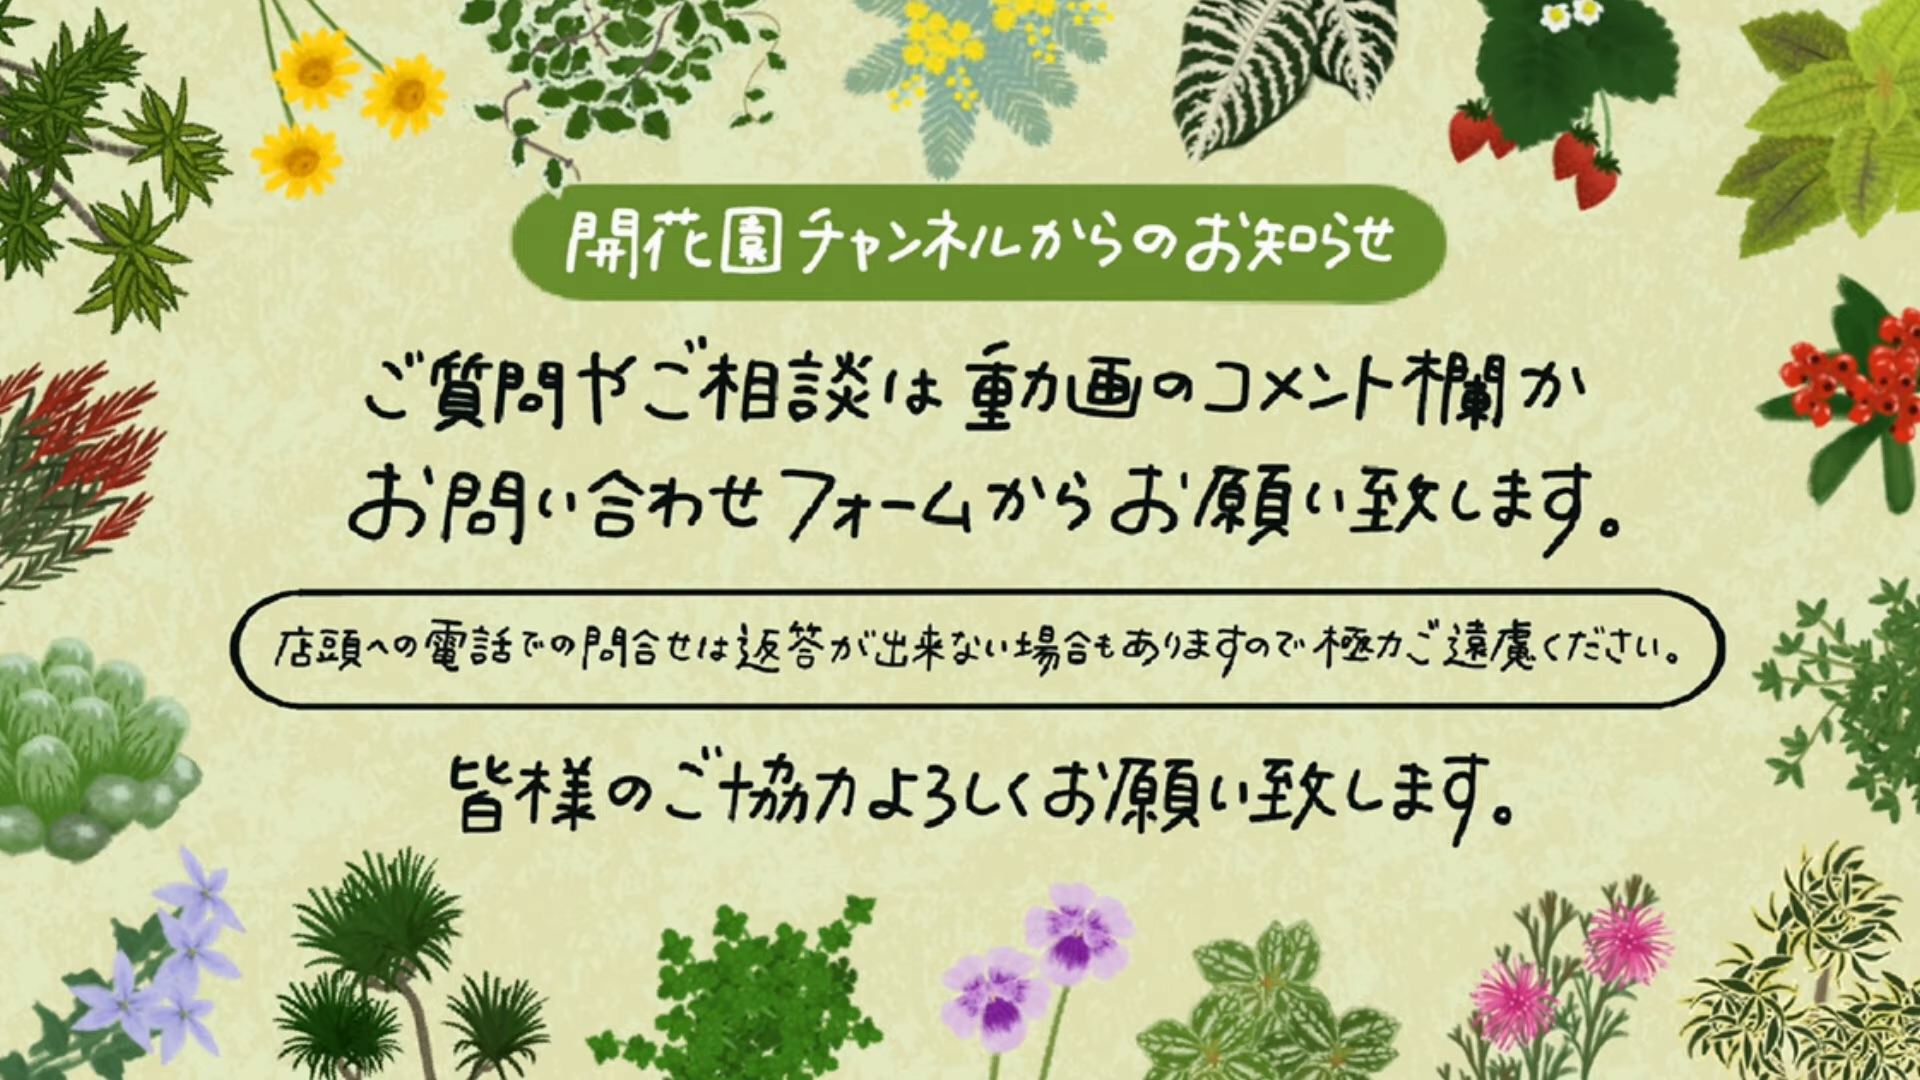 開花園チャンネルからのお知らせ
ご質問やご相談は動画のコメント欄か
お問い合わせフォームからお願い致します。
店頭への電話での問合せは返答が出来ない場合もありますので極力ご遠慮ください。
皆様のご協力よろしくお願い致します。